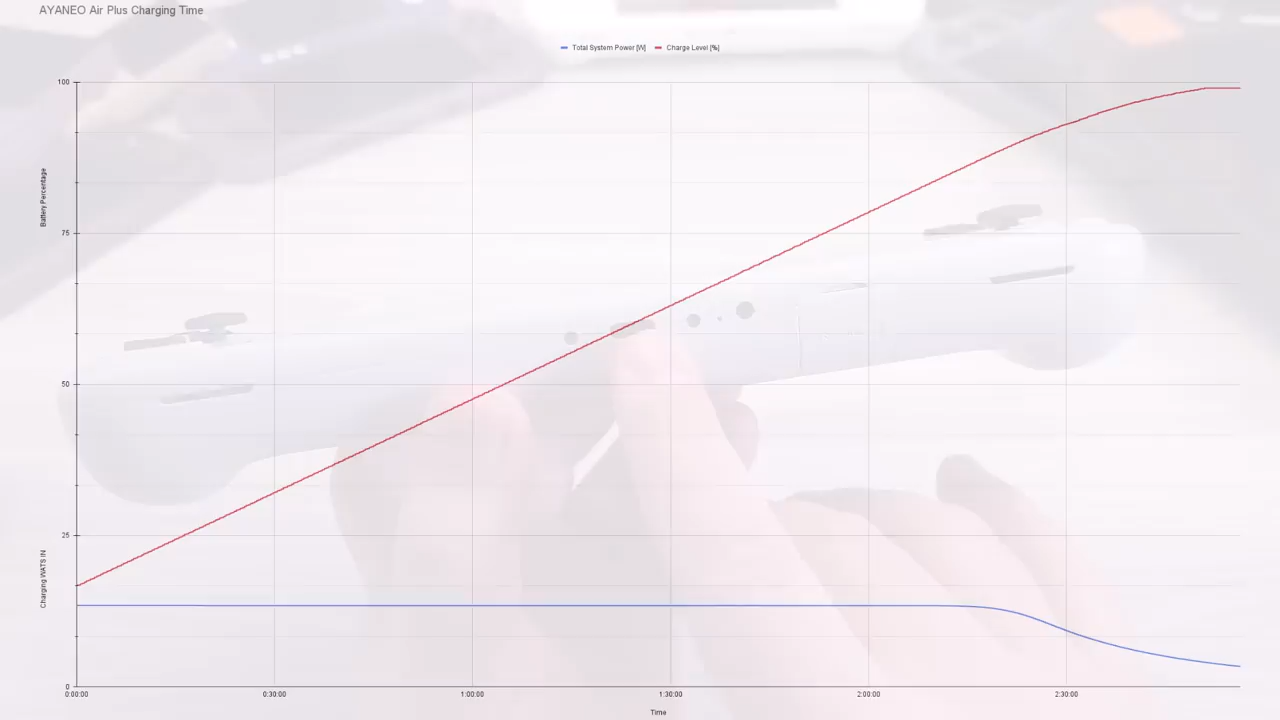 AYANEO Air Plus Charging Time
Total System Power [W] Charge Level [%]
100
Battery Percentage
75
50
25
Charging WATS IN
0
0:00:00 0:30:00 1:00:00 1:30:00 2:00:00 2:30:00
Time